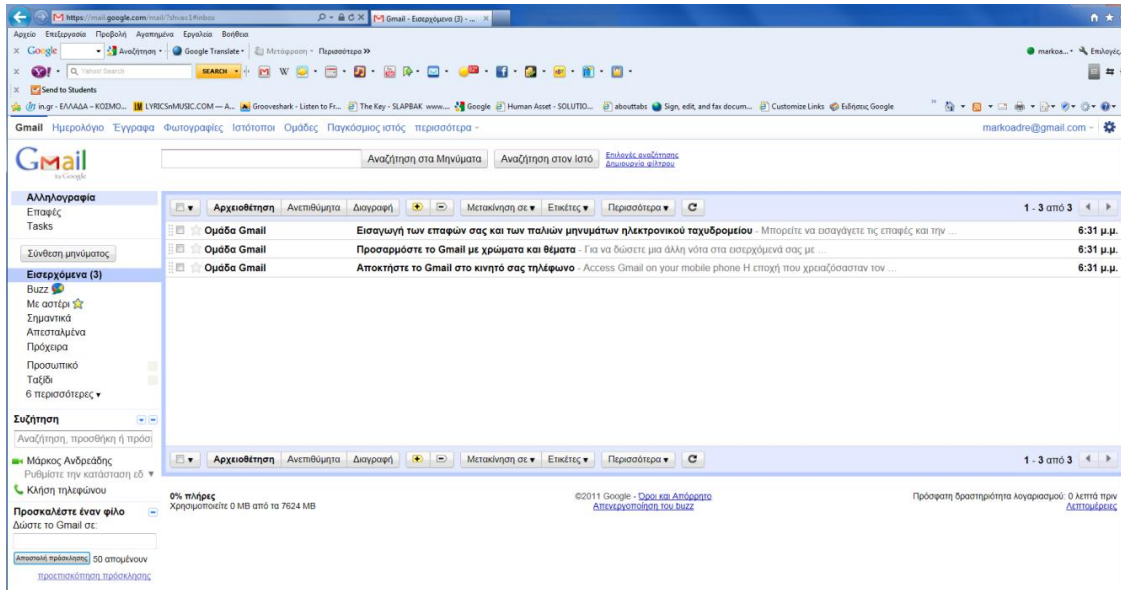 https://mail.google.com/mail/?shva=1#inbox
Gmail - Εισερχόμενα (3) - ...
Αρχείο Επεξεργασία Προβολή Αγαπημένα Εργαλεία Βοήθεια
x Google Αναζήτηση Google Translate Μετάφραση Περισσότερα » markoa... Επιλογές
x Yahoo! Search SEARCH
x Send to Students
in.gr - ΕΛΛΑΔΑ – ΚΟΣΜΟ... LYRICSnMUSIC.COM — A... Grooveshark - Listen to Fr... The Key - SLAPBAK www.... Google Human Asset - SOLUTIO... abouttabs Sign, edit, and fax docum... Customize Links Ειδήσεις Google
Gmail Ημερολόγιο Έγγραφα Φωτογραφίες Ιστότοποι Ομάδες Παγκόσμιος ιστός περισσότερα markoadre@gmail.com
Gmail
by Google
Αναζήτηση στα Μηνύματα Αναζήτηση στον Ιστό
Επιλογές αναζήτησης
Δημιουργία φίλτρου
Αλληλογραφία
Επαφές
Tasks
Σύνθεση μηνύματος
Εισερχόμενα (3)
Buzz
Με αστέρι
Σημαντικά
Απεσταλμένα
Πρόχειρα
Προσωπικό
Ταξίδι
6 περισσότερες
Συζήτηση
Αναζήτηση, προσθήκη ή πρόσ
Μάρκος Ανδρεάδης
Ρυθμίστε την κατάσταση εδ
Κλήση τηλεφώνου
Προσκαλέστε έναν φίλο
Δώστε το Gmail σε:
Αποστολή πρόσκλησης 50 απομένουν
προεπισκόπηση πρόσκλησης
Αρχειοθέτηση Ανεπιθύμητα Διαγραφή Μετακίνηση σε Ετικέτες Περισσότερα 1 - 3 από 3
Ομάδα Gmail Εισαγωγή των επαφών σας και των παλιών μηνυμάτων ηλεκτρονικού ταχυδρομείου - Μπορείτε να εισαγάγετε τις επαφές και την ... 6:31 μ.μ.
Ομάδα Gmail Προσαρμόστε το Gmail με χρώματα και θέματα - Για να δώσετε μια άλλη νότα στα εισερχόμενά σας με ... 6:31 μ.μ.
Ομάδα Gmail Αποκτήστε το Gmail στο κινητό σας τηλέφωνο - Access Gmail on your mobile phone Η εποχή που χρειαζόσασταν τον ... 6:31 μ.μ.
Αρχειοθέτηση Ανεπιθύμητα Διαγραφή Μετακίνηση σε Ετικέτες Περισσότερα 1 - 3 από 3
0% πλήρες
Χρησιμοποιείτε 0 MB από τα 7624 MB
©2011 Google - Όροι και Απόρρητο
Απενεργοποίηση του buzz
Πρόσφατη δραστηριότητα λογαριασμού: 0 λεπτά πριν
Λεπτομέρειες